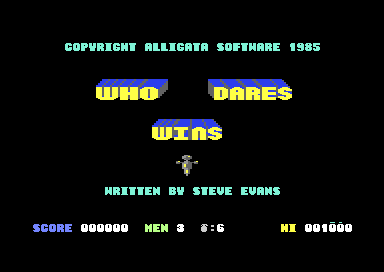 COPYRIGHT ALLIGATA SOFTWARE 1985
WHO DARES
WINS
WRITTEN BY STEVE EVANS
SCORE 000000 MEN 3 :6 HI 001000